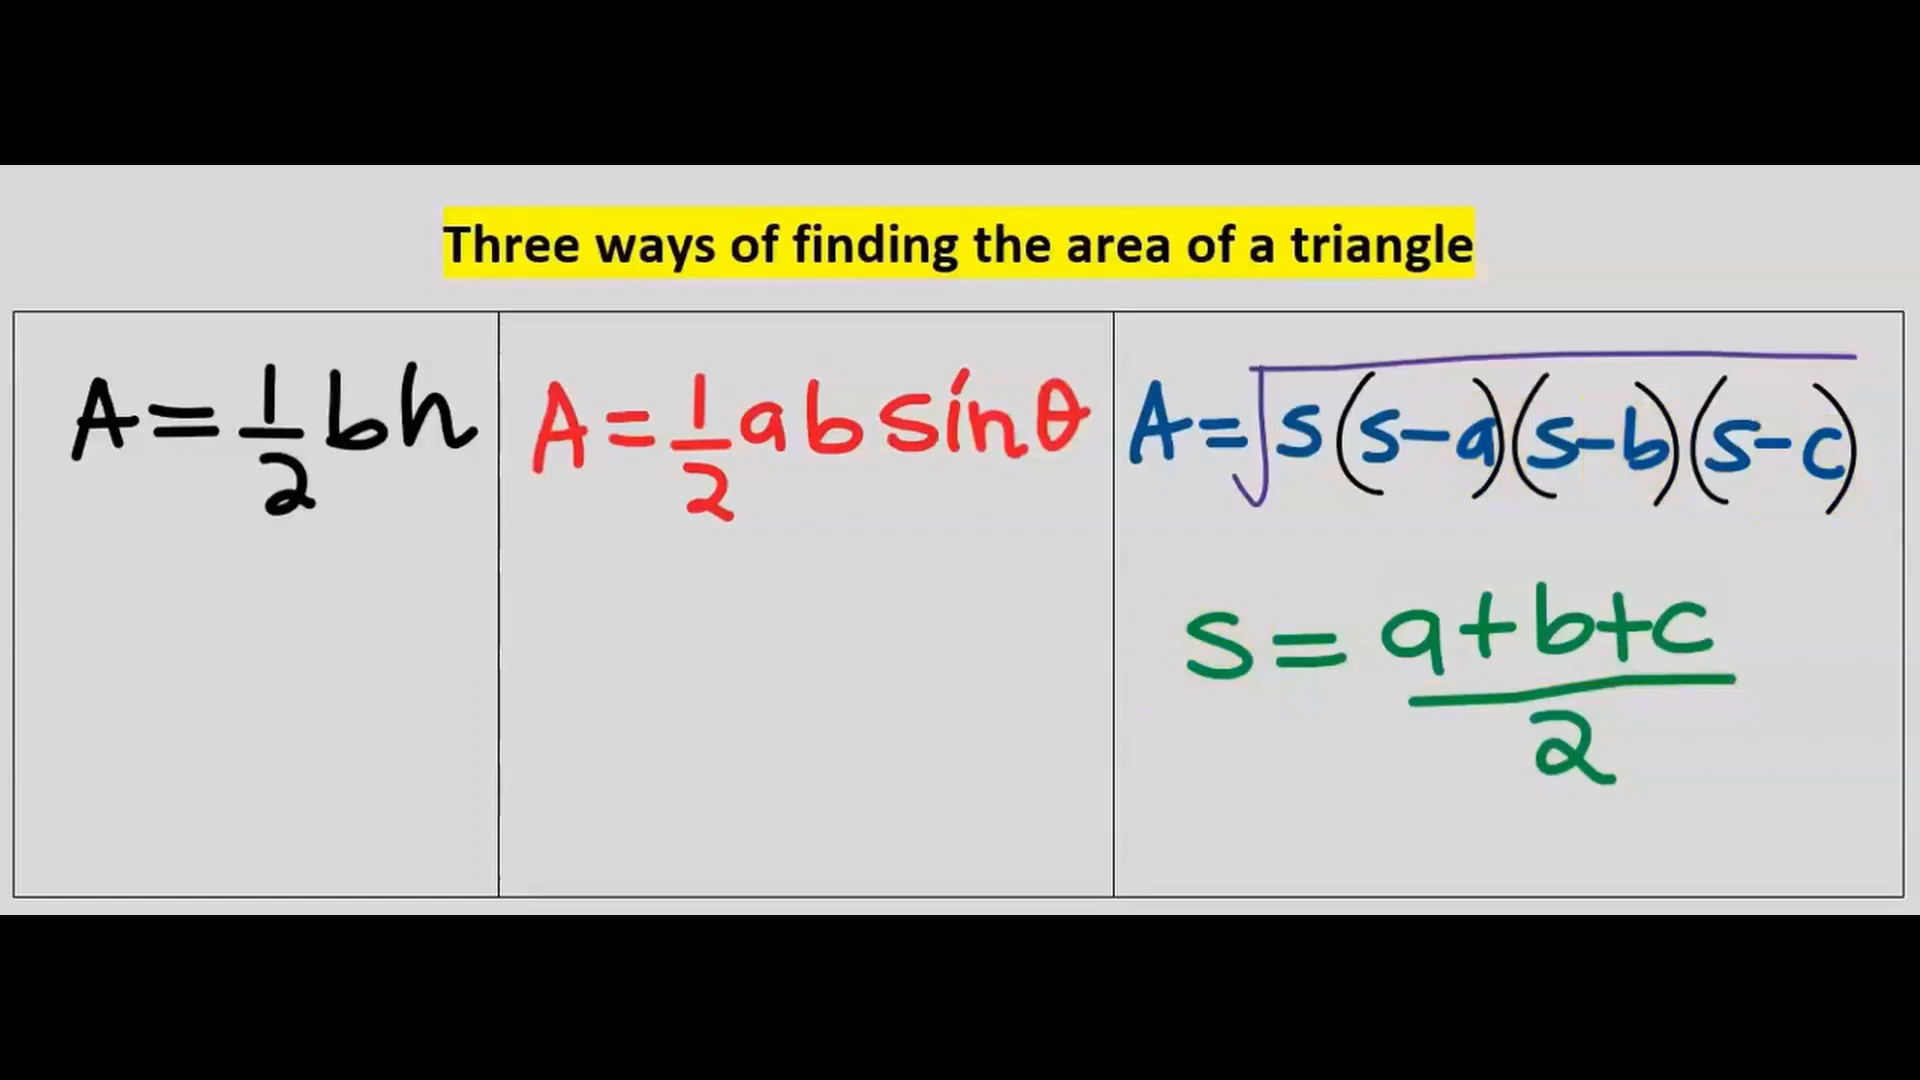 Three ways of finding the area of a triangle
A = 1/2 bh
A = 1/2 ab sinθ
A = √s(s-a)(s-b)(s-c)
s = a+b+c
2